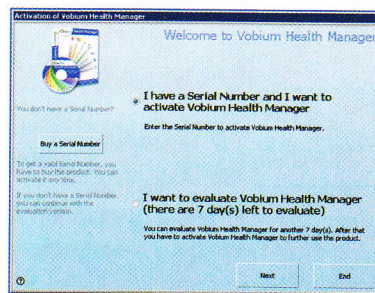 Activation of Vobium Health Manager
Welcome to Vobium Health Manager
You don't have a Serial Number?
Buy a Serial Number
To get a valid Serial Number, you
have to buy the product. You can
activate it any time.
If you don't have a Serial Number,
you can continue with the
evaluation version.
I have a Serial Number and I want to
activate Vobium Health Manager
Enter the Serial Number to activate Vobium Health Manager.
I want to evaluate Vobium Health Manager
(there are 7 day(s) left to evaluate)
You can evaluate Vobium Health Manager for another 7 day(s). After that
you have to activate Vobium Health Manager to further use the product.
Next
End